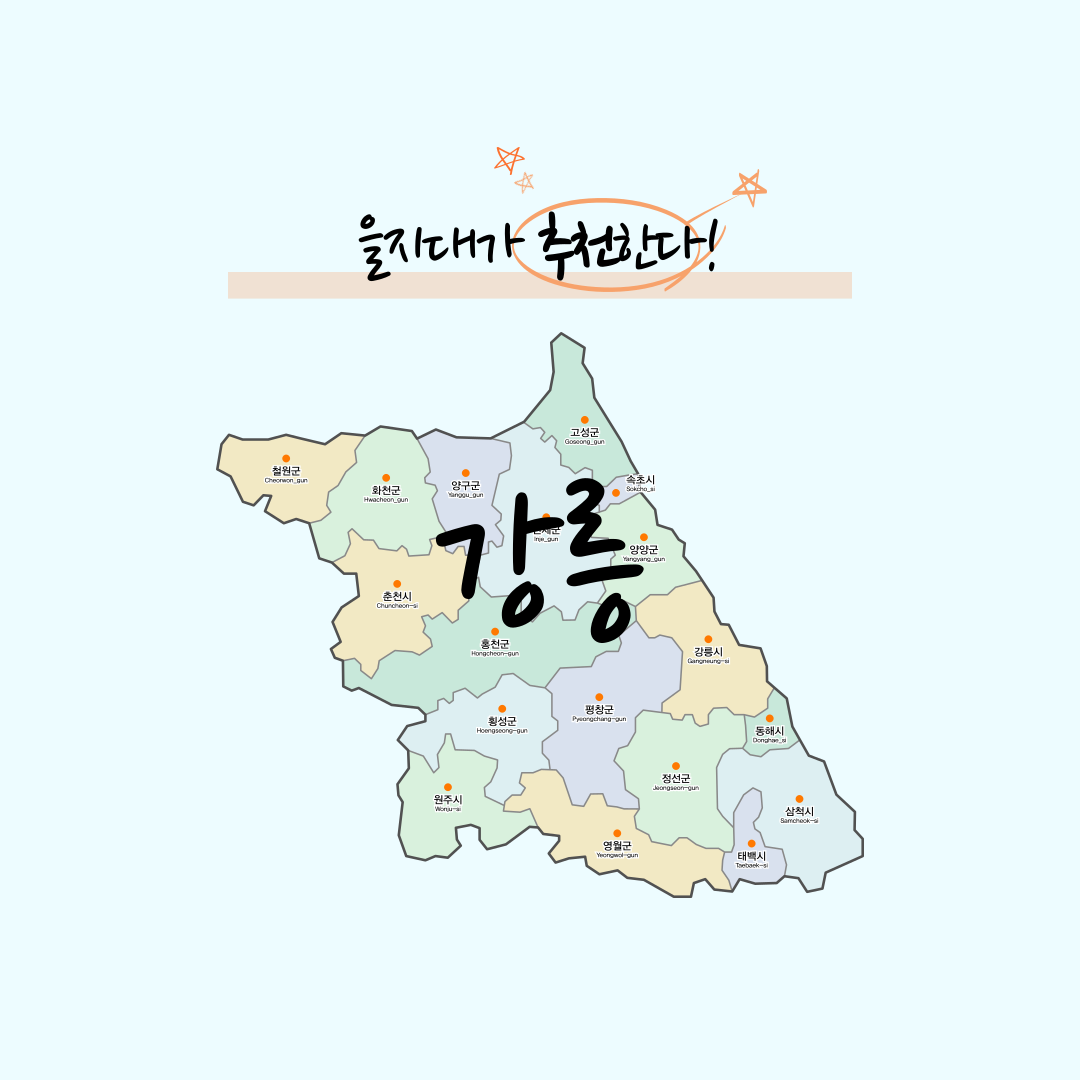 을지대가 추천한다!
강릉
고성군
Goseong_gun
철원군
Cheorwon_gun
화천군
Hwacheon_gun
양구군
Yanggu_gun
속초시
Sokcho_si
Inje_gun
양양군
Yangyang_gun
춘천시
Chuncheon-si
홍천군
Hongcheon-gun
강릉시
Gangneung-si
평창군
Pyeongchang-gun
횡성군
Hoengseong-gun
동해시
Donghae_si
정선군
Jeongseon-gun
원주시
Wonju-si
삼척시
Samcheok-si
영월군
Yeongwol-gun
태백시
Taebaek-si